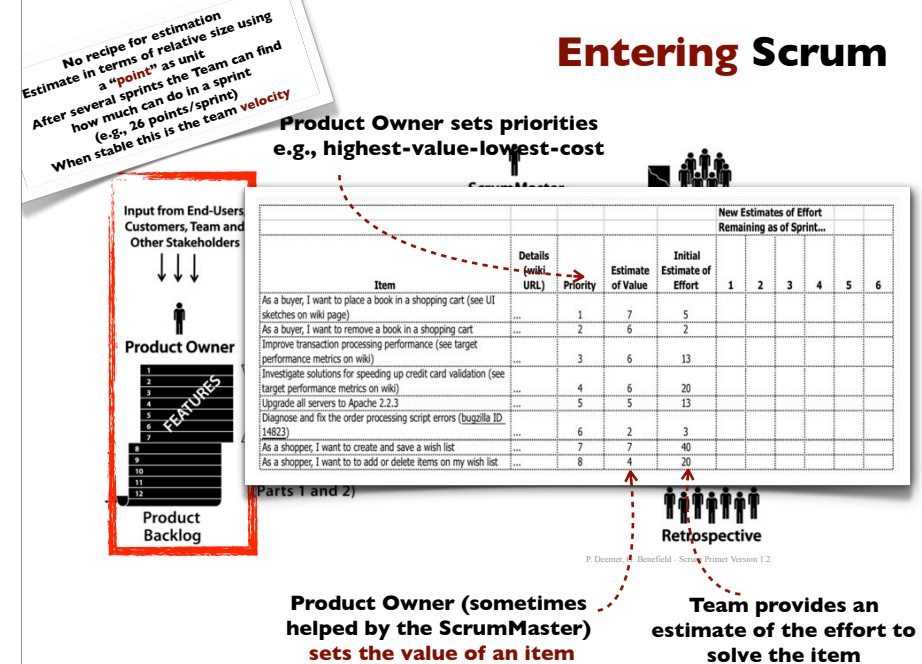 No recipe for estimation
Estimate in terms of relative size using
a “point” as unit
After several sprints the Team can find
how much can do in a sprint
(e.g., 26 points/sprint)
When stable this is the team velocity
Entering Scrum
Product Owner sets priorities
e.g., highest-value-lowest-cost
ScrumMaster
Input from End-Users,
Customers, Team and
Other Stakeholders
Product Owner
1
2
3
4
5
6
7
FEATURES
8
9
10
11
12
Product
Backlog
New Estimates of Effort
Remaining as of Sprint...
Item Details (wiki URL) Priority Estimate of Value Initial Estimate of Effort 1 2 3 4 5 6
As a buyer, I want to place a book in a shopping cart (see UI
sketches on wiki page) ... 1 7 5
As a buyer, I want to remove a book in a shopping cart ... 2 6 2
Improve transaction processing performance (see target
performance metrics on wiki) ... 3 6 13
Investigate solutions for speeding up credit card validation (see
target performance metrics on wiki) ... 4 6 20
Upgrade all servers to Apache 2.2.3 ... 5 5 13
Diagnose and fix the order processing script errors (bugzilla ID
14823) ... 6 2 3
As a shopper, I want to create and save a wish list ... 7 7 40
As a shopper, I want to to add or delete items on my wish list ... 8 4 20
(Parts 1 and 2)
Retrospective
P. Deemer, G. Benefield - Scrum Primer Version 1.2
Product Owner (sometimes
helped by the ScrumMaster)
sets the value of an item
Team provides an
estimate of the effort to
solve the item